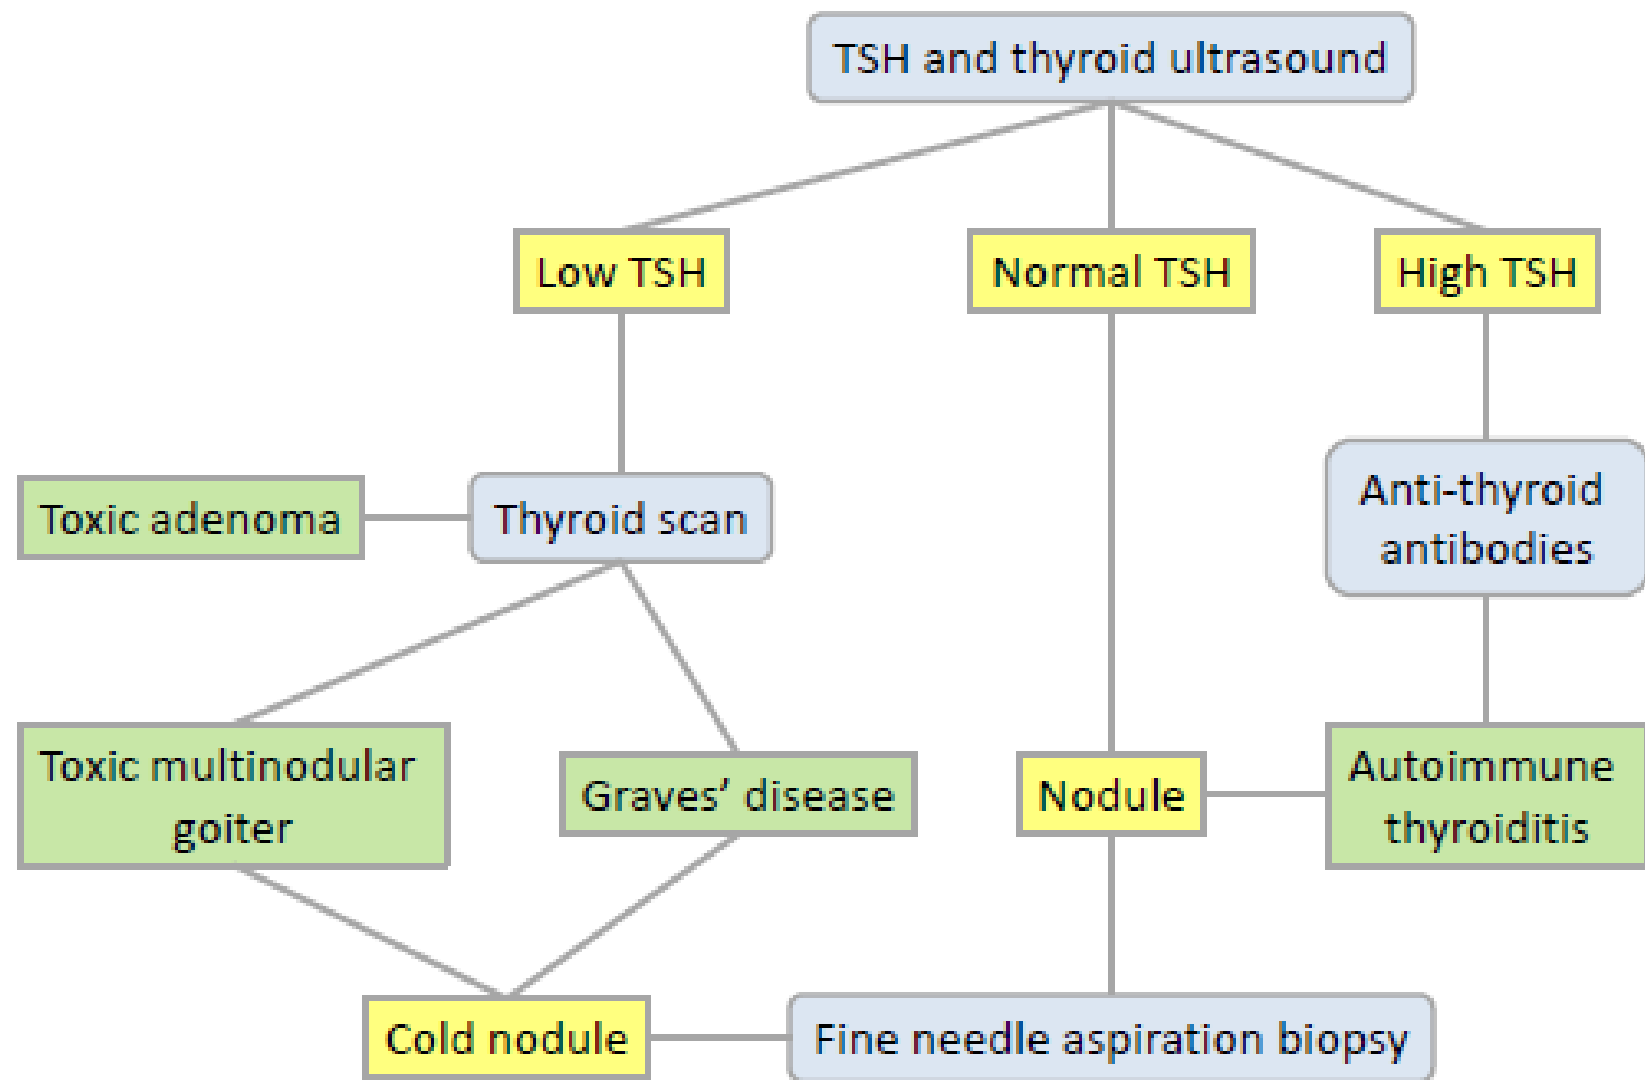 TSH and thyroid ultrasound
Low TSH
Normal TSH
High TSH
Toxic adenoma
Thyroid scan
Anti-thyroid
antibodies
Toxic multinodular
goiter
Graves’ disease
Nodule
Autoimmune
thyroiditis
Cold nodule
Fine needle aspiration biopsy